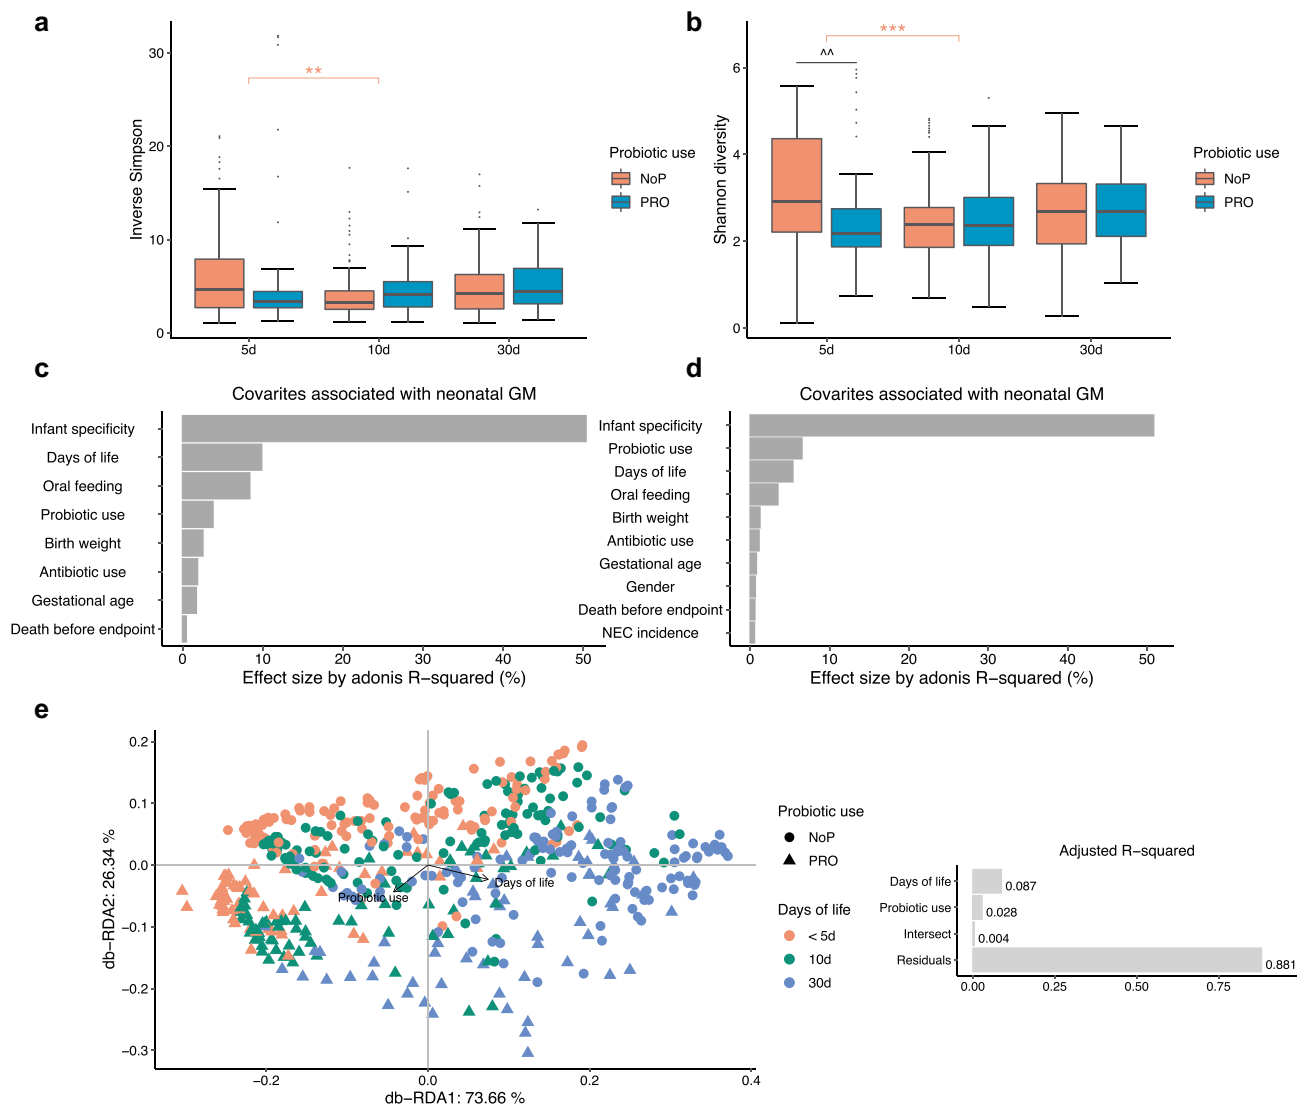 a
Inverse Simpson
30
20
10
0
**
5d
10d
30d
Probiotic use
NoP
PRO
b
Shannon diversity
6
4
2
0
***
^^
5d
10d
30d
Probiotic use
NoP
PRO
c
Covarites associated with neonatal GM
Infant specificity
Days of life
Oral feeding
Probiotic use
Birth weight
Antibiotic use
Gestational age
Death before endpoint
0 10 20 30 40 50
Effect size by adonis R−squared (%)
d
Covarites associated with neonatal GM
Infant specificity
Probiotic use
Days of life
Oral feeding
Birth weight
Antibiotic use
Gestational age
Gender
Death before endpoint
NEC incidence
0 10 20 30 40 50
Effect size by adonis R−squared (%)
e
db−RDA2: 26.34 %
0.2
0.1
0.0
−0.1
−0.2
−0.3
Days of life
Probiotic use
−0.2 0.0 0.2 0.4
db−RDA1: 73.66 %
Probiotic use
NoP
PRO
Days of life
< 5d
10d
30d
Adjusted R−squared
Days of life 0.087
Probiotic use 0.028
Intersect 0.004
Residuals 0.881
0.00 0.25 0.50 0.75